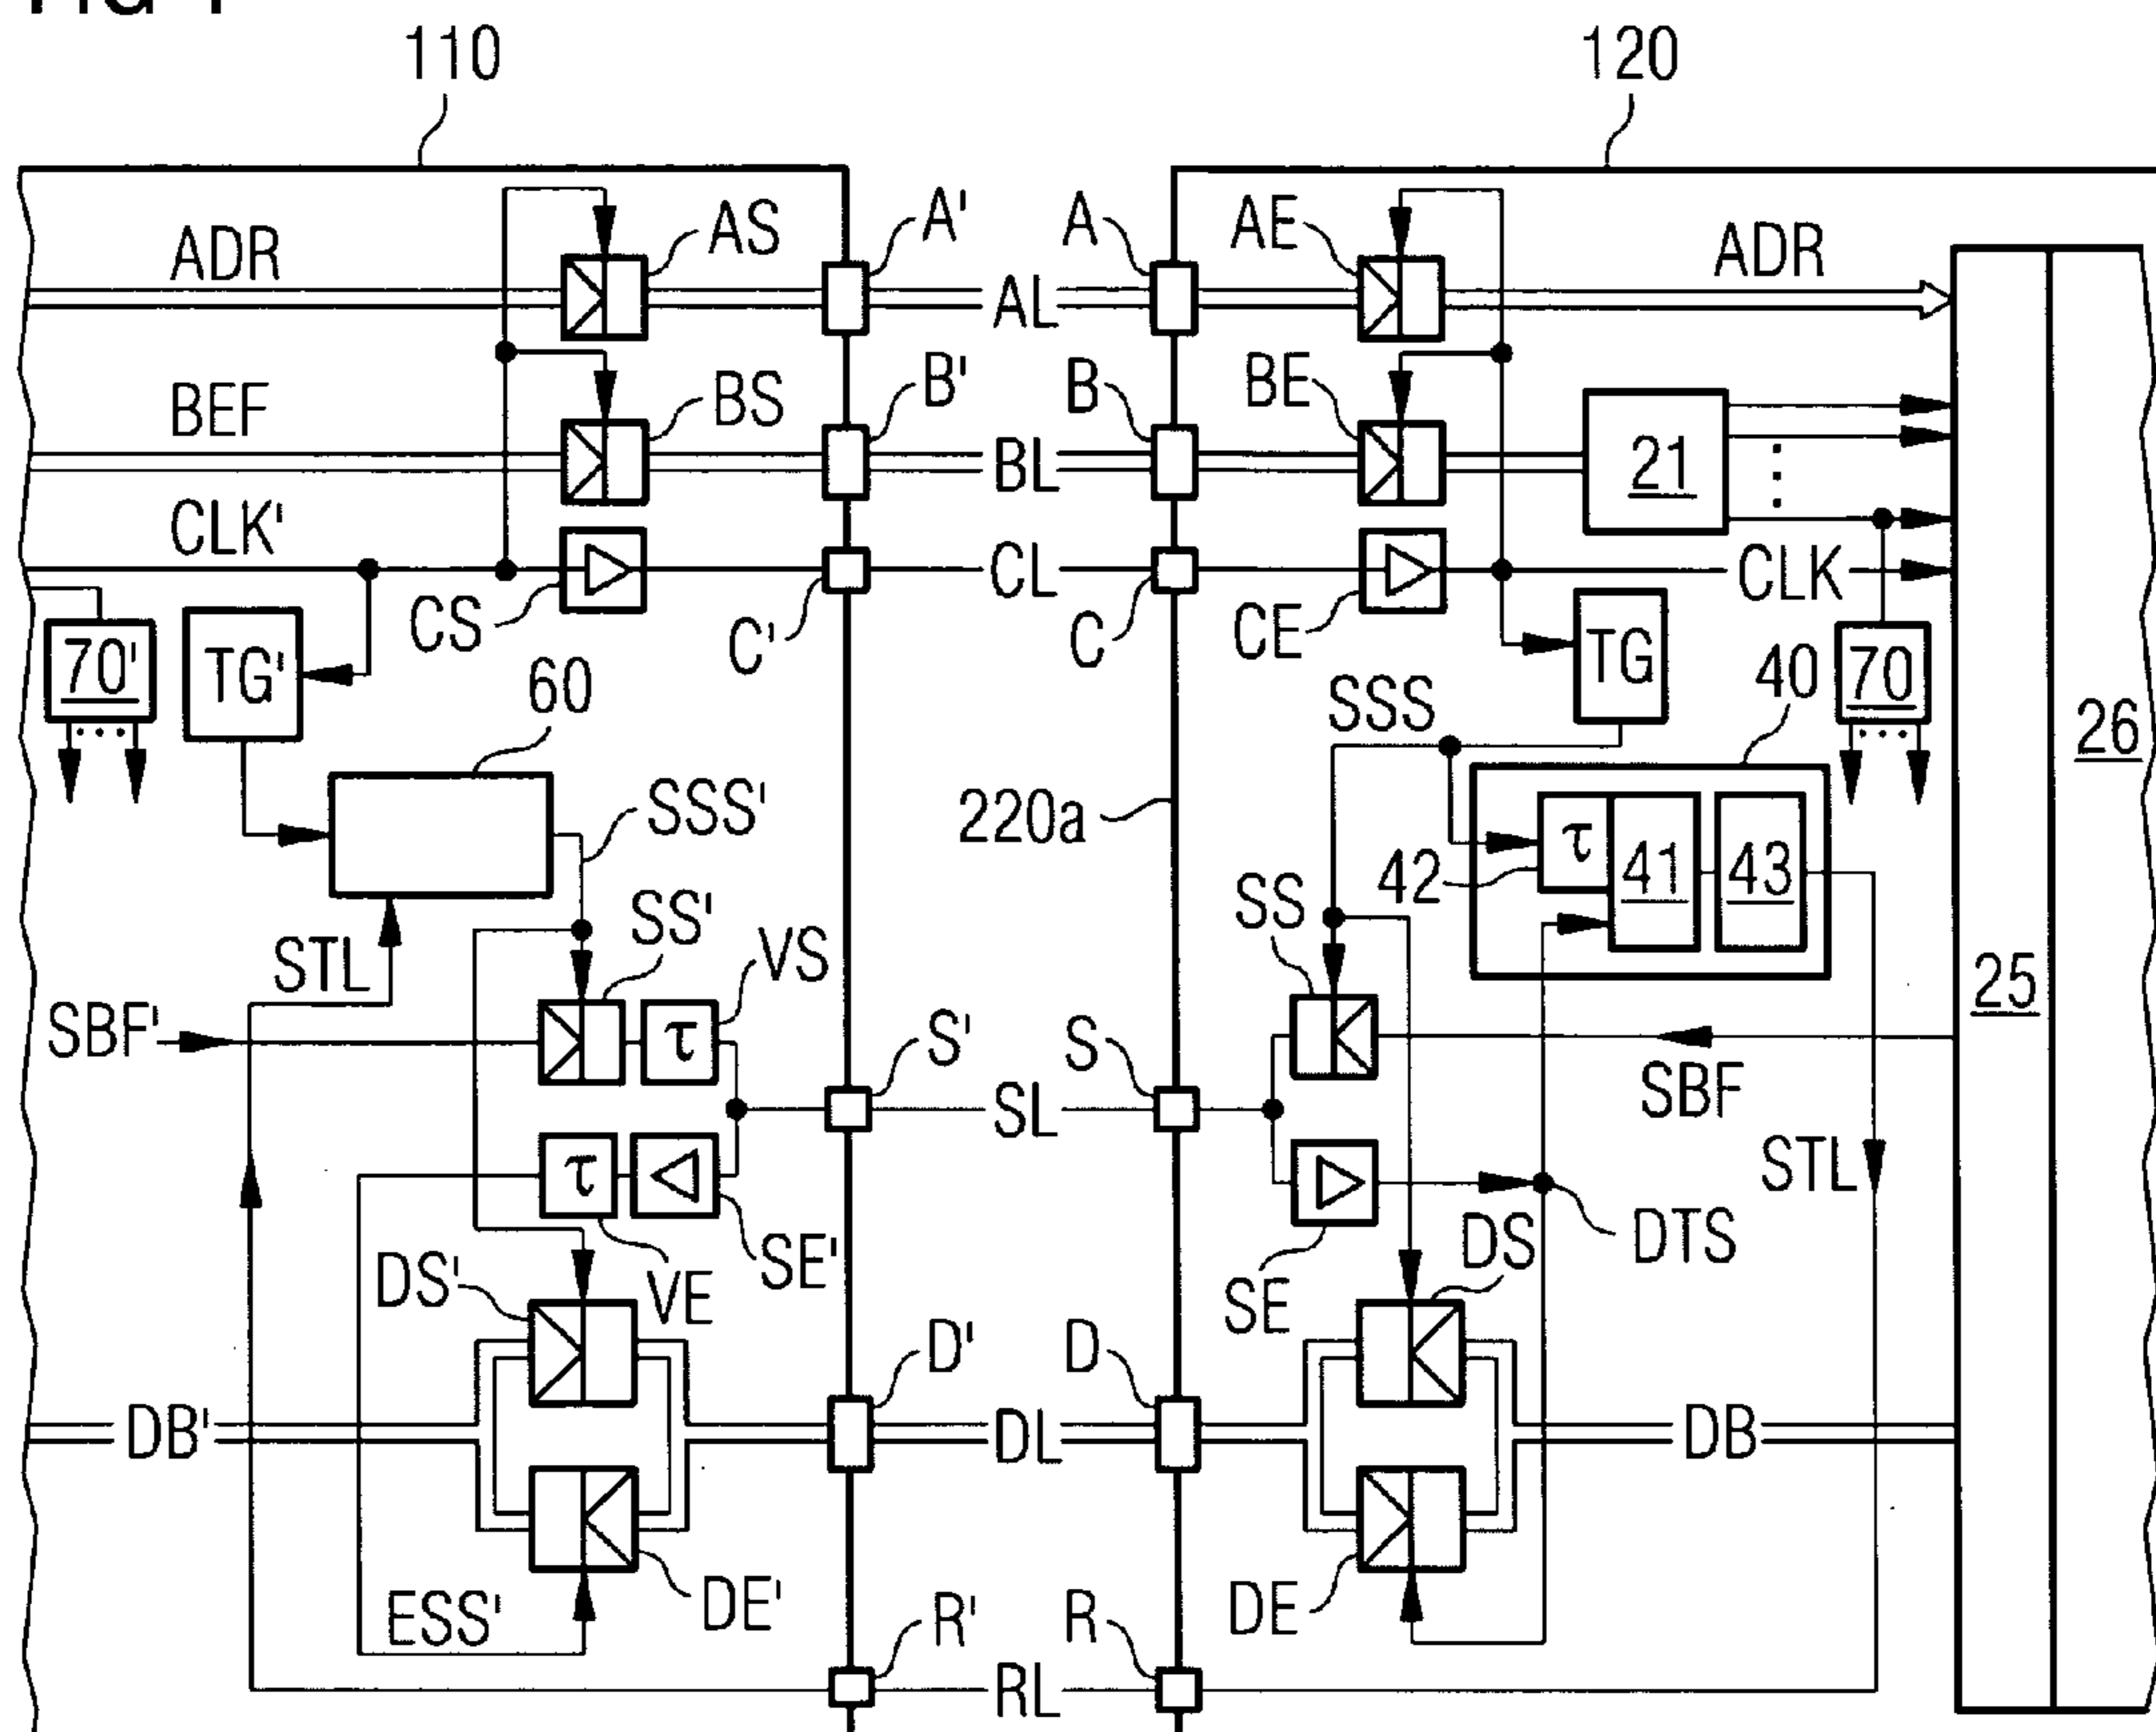 110 120
ADR AS A' AL A AE ADR
BEF BS B' BL B BE 21
CLK' CS C' CL C CE CLK
70' TG' TG 70
60 SSS 40 26
SSS' 220a τ 41 43
42
STL SS' VS SS 25
SBF' τ S' SL S SBF
STL
τ SE' SE DTS
DS' VE DS
D' D
DB' DL DB
ESS' DE' DE
R' RL R